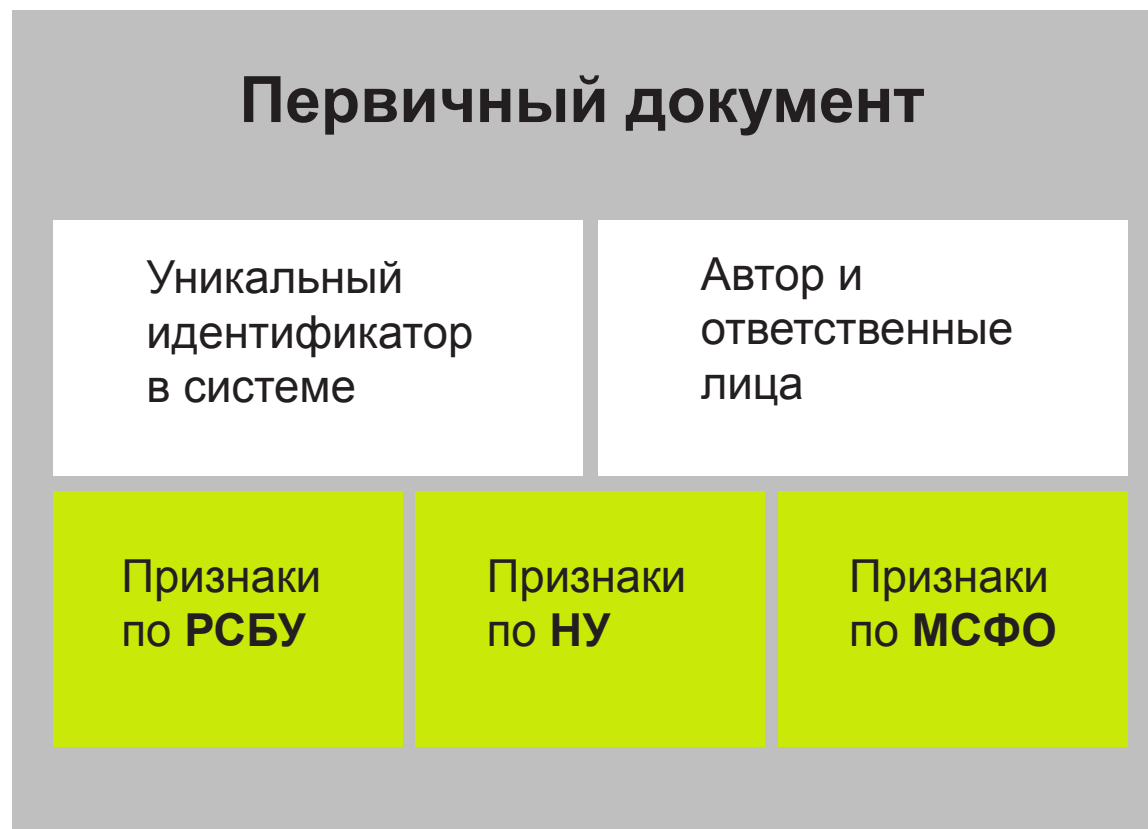 Первичный документ
Уникальный
идентификатор
в системе
Автор и
ответственные
лица
Признаки
по РСБУ
Признаки
по НУ
Признаки
по МСФО